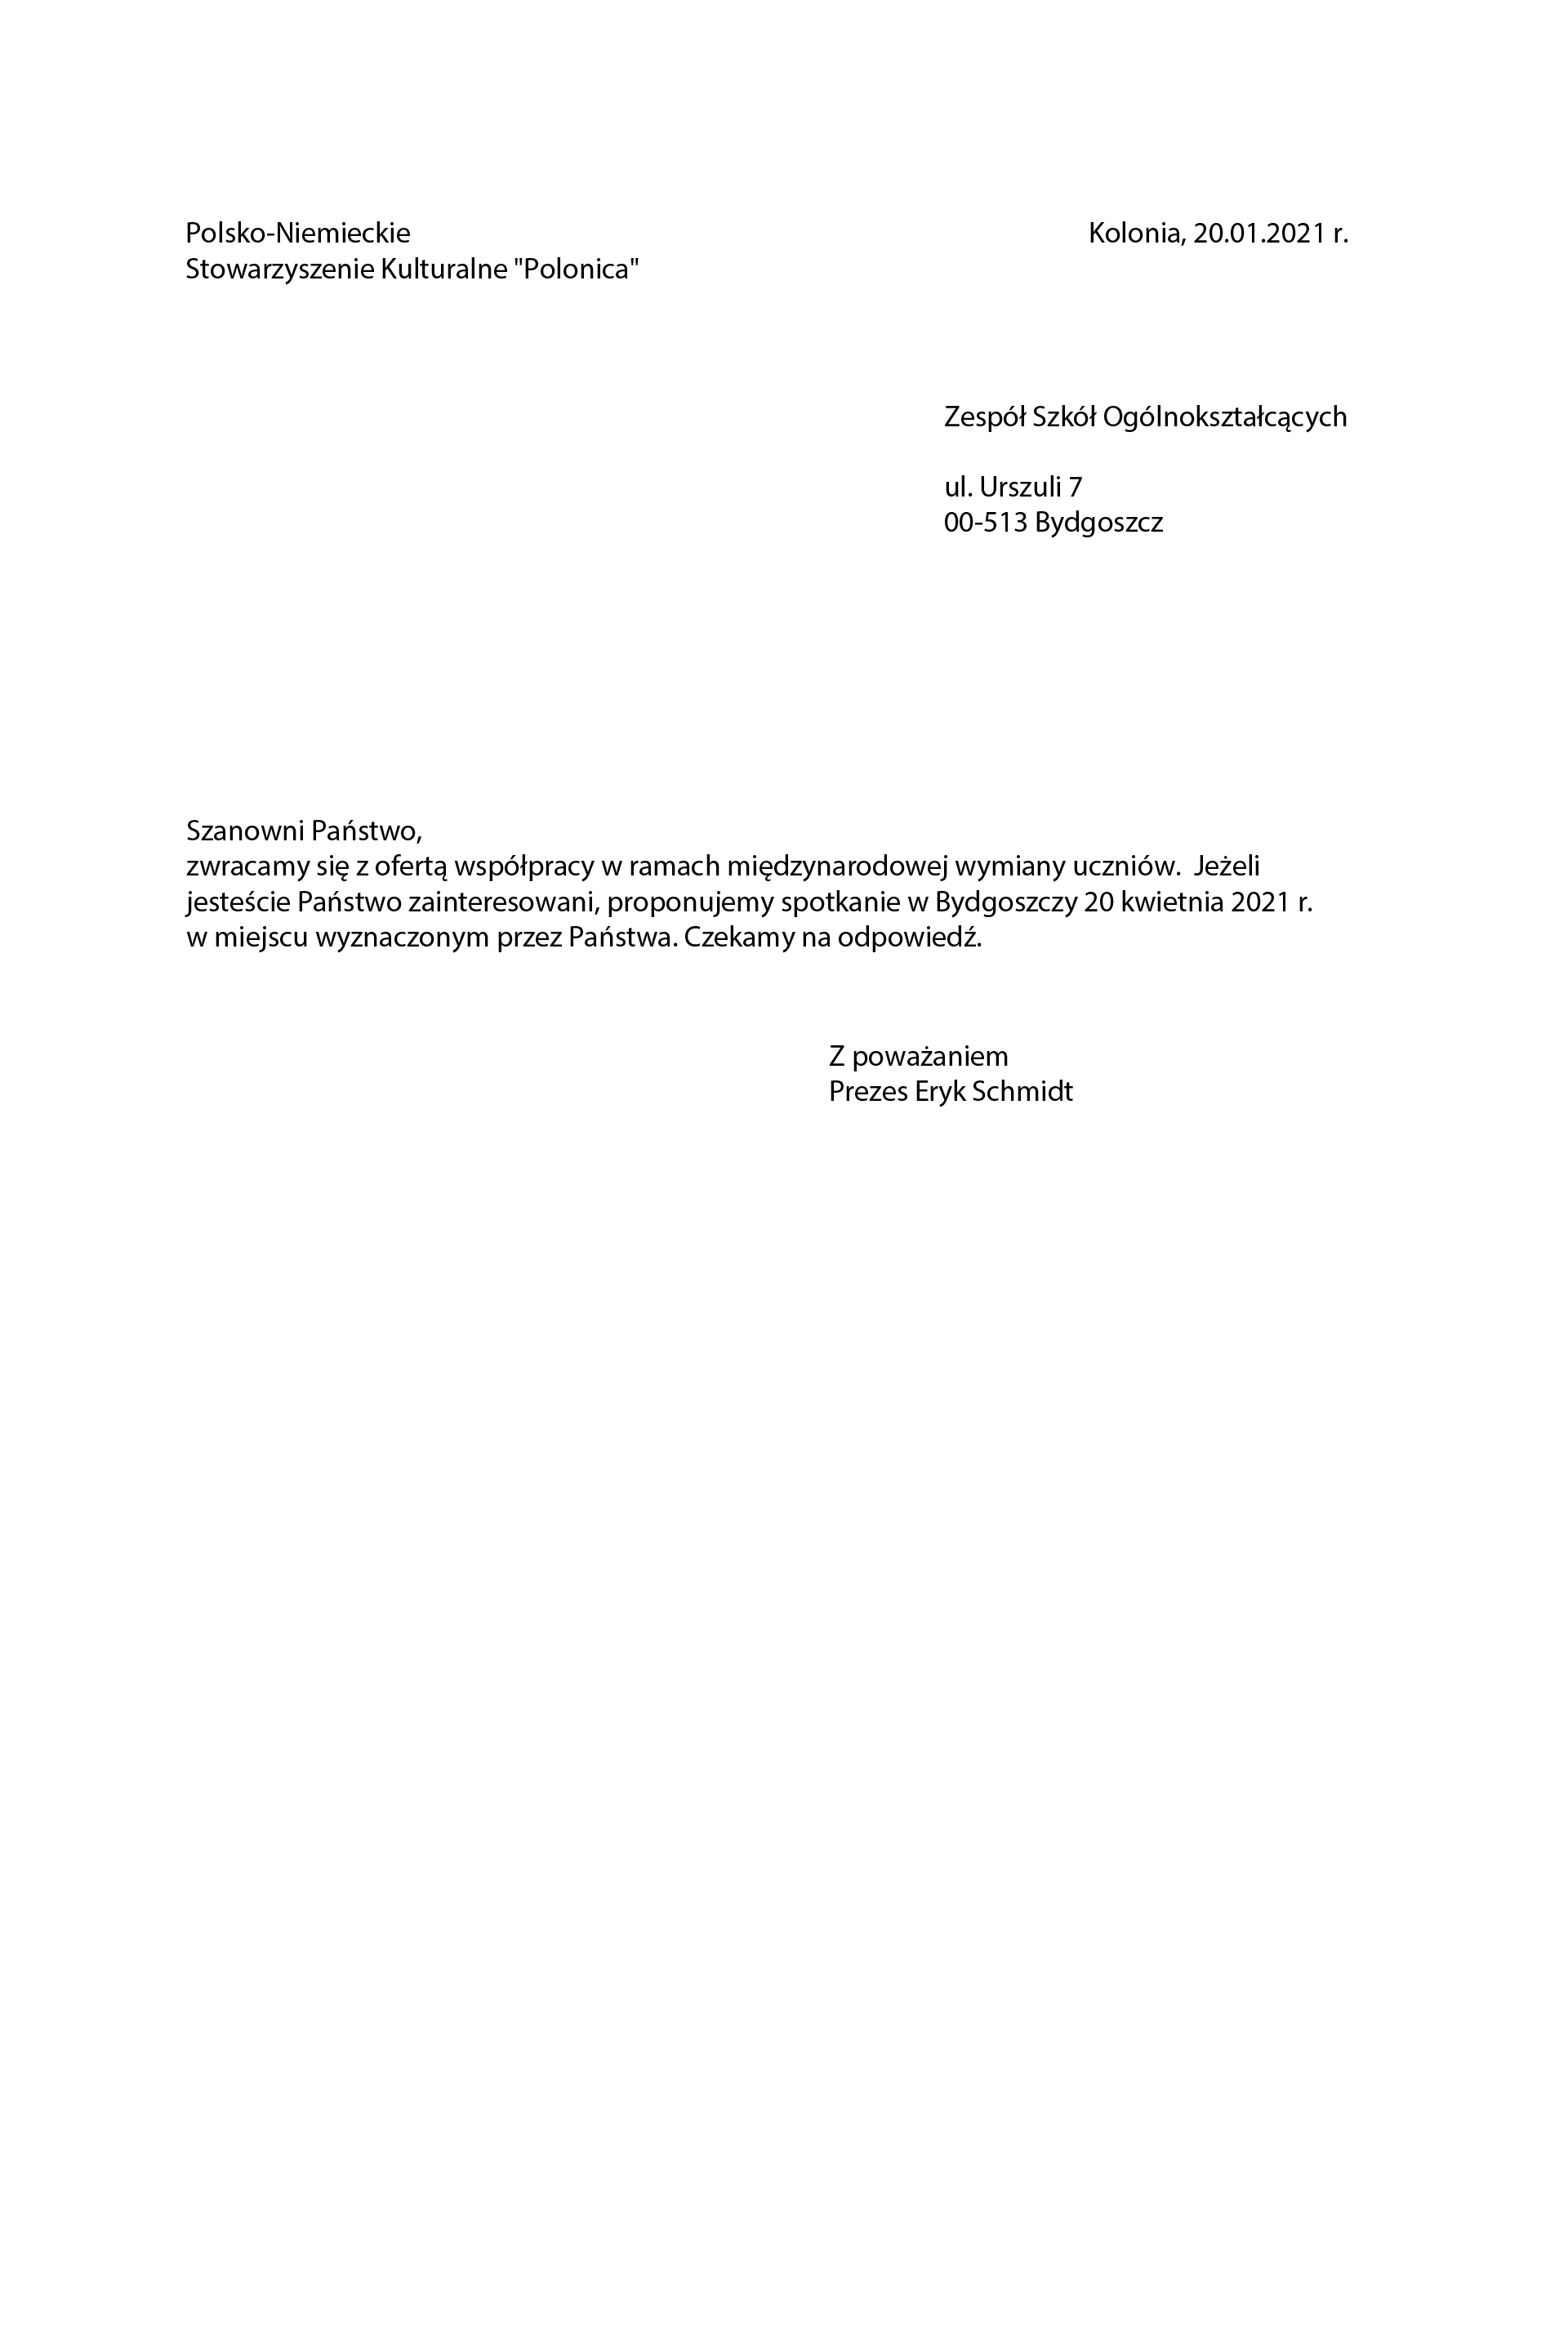 Polsko-Niemieckie
Stowarzyszenie Kulturalne "Polonica"
Kolonia, 20.01.2021 r.
Zespół Szkół Ogólnokształcących
ul. Urszuli 7
00-513 Bydgoszcz
Szanowni Państwo,
zwracamy się z ofertą współpracy w ramach międzynarodowej wymiany uczniów.  Jeżeli
jesteście Państwo zainteresowani, proponujemy spotkanie w Bydgoszczy 20 kwietnia 2021 r.
w miejscu wyznaczonym przez Państwa. Czekamy na odpowiedź.
Z poważaniem
Prezes Eryk Schmidt